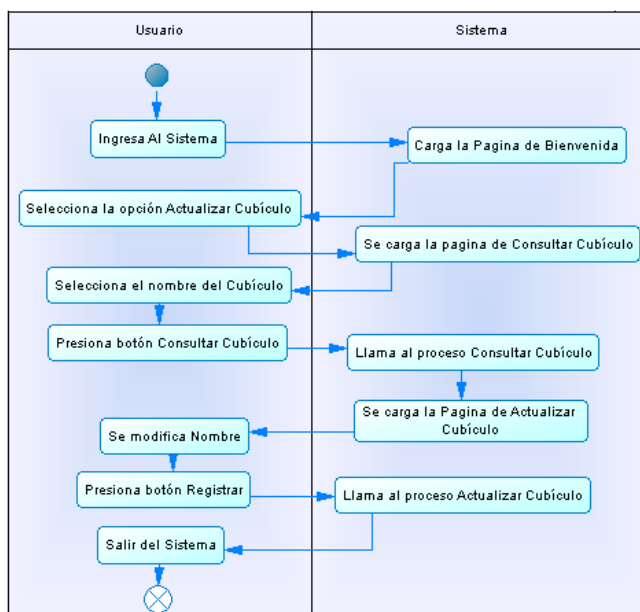 Usuario
Sistema
Ingresa Al Sistema
Carga la Pagina de Bienvenida
Selecciona la opción Actualizar Cubículo
Se carga la pagina de Consultar Cubículo
Selecciona el nombre del Cubículo
Presiona botón Consultar Cubículo
Llama al proceso Consultar Cubículo
Se carga la Pagina de Actualizar
Cubículo
Se modifica Nombre
Presiona botón Registrar
Llama al proceso Actualizar Cubículo
Salir del Sistema